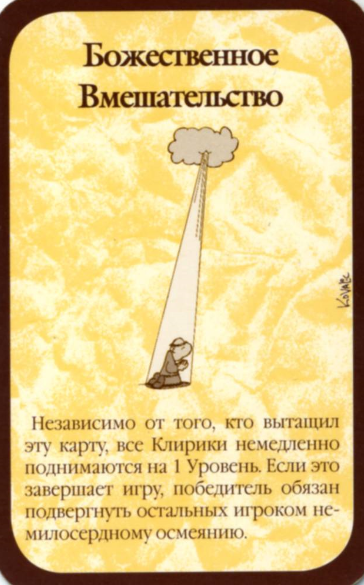 Божественное
Вмешательство
Kovalic
Независимо от того, кто вытащил
эту карту, все Клирики немедленно
поднимаются на 1 Уровень. Если это
завершает игру, победитель обязан
подвергнуть остальных игроком не-
милосердному осмеянию.